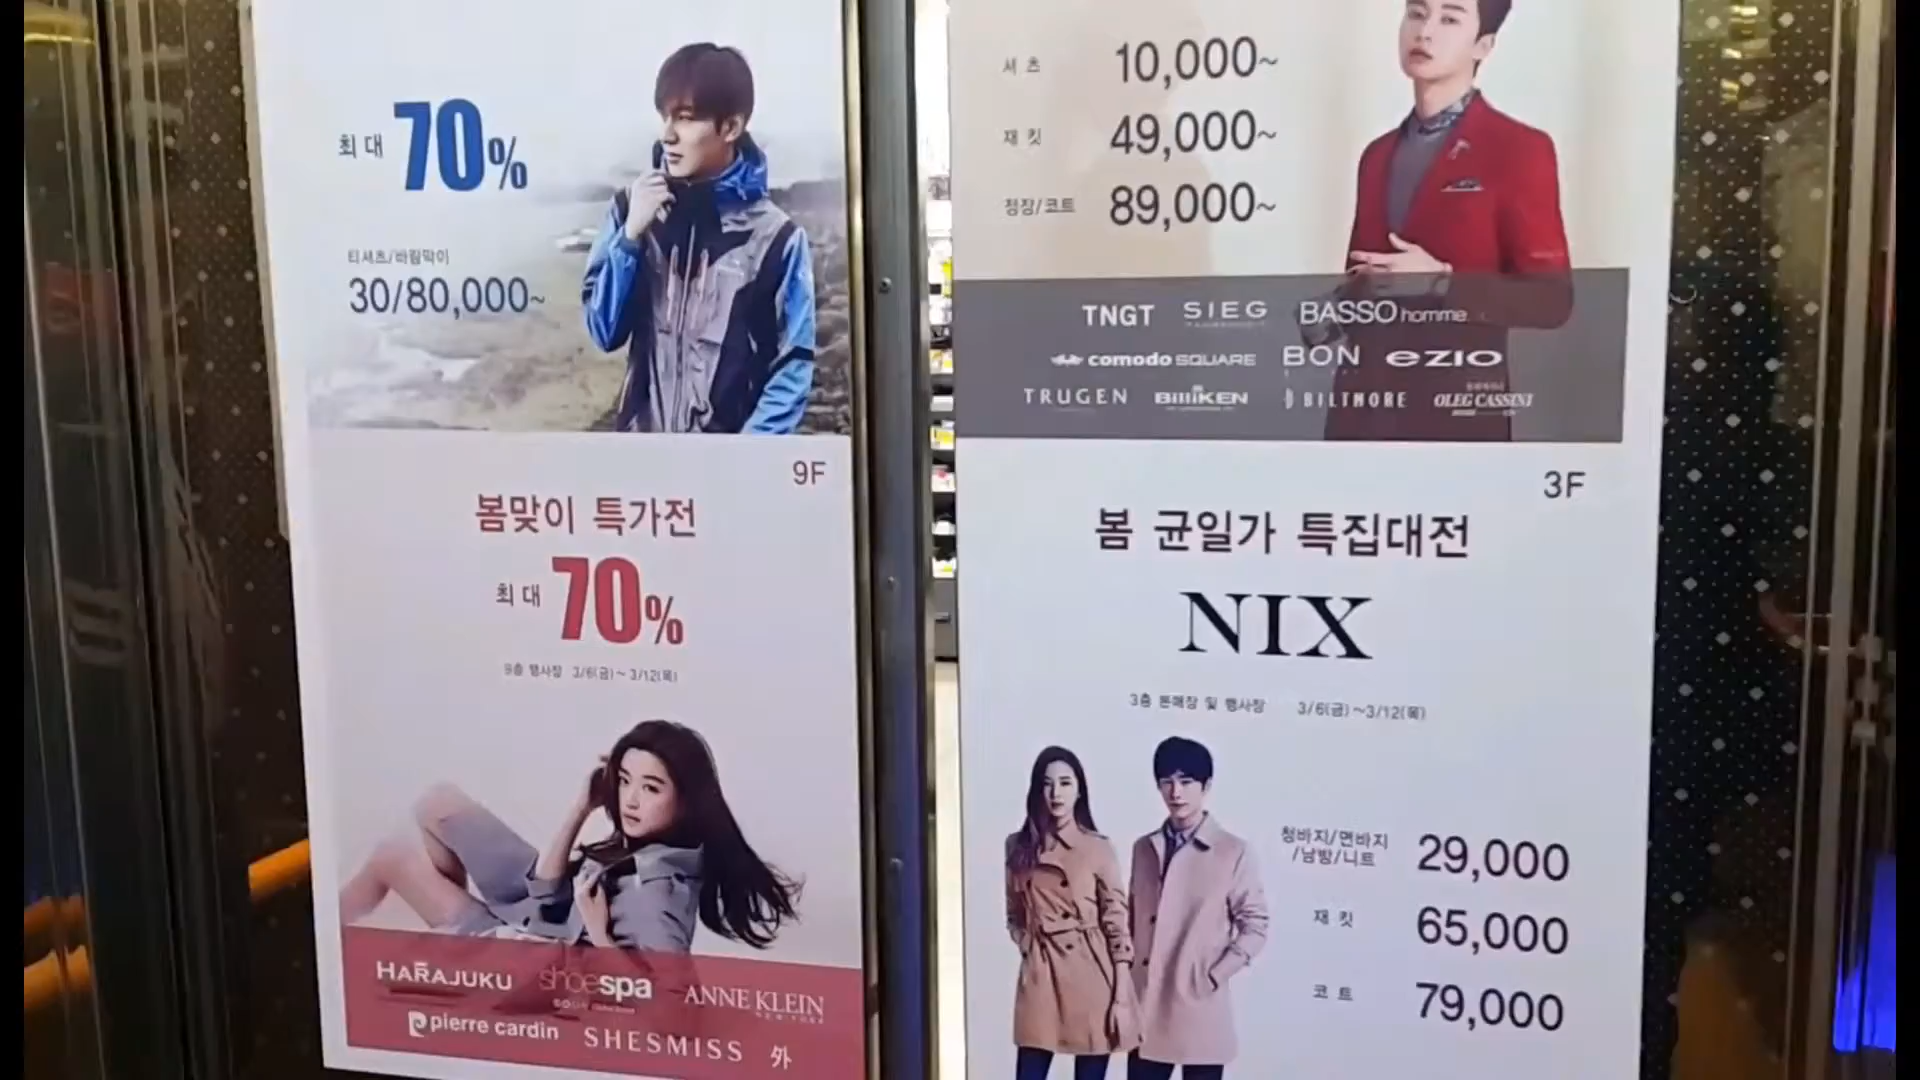 최대 70%
티셔츠/바람막이
30/80,000~
9F
봄맞이 특가전
최대 70%
9층 행사장 3/6(금)~3/12(목)
HARAJUKU shoespa ANNE KLEIN
NEW YORK
pierre cardin SHESMISS 外
셔츠 10,000~
재킷 49,000~
정장/코트 89,000~
TNGT SIEG BASSO homme
comodo SQUARE BON ezio
TRUGEN BILLIKEN BILTMORE OLEG CASSINI
3F
봄 균일가 특집대전
NIX
3층 본매장 및 행사장 3/6(금)~3/12(목)
청바지/면바지
/남방/니트 29,000
재킷 65,000
코트 79,000